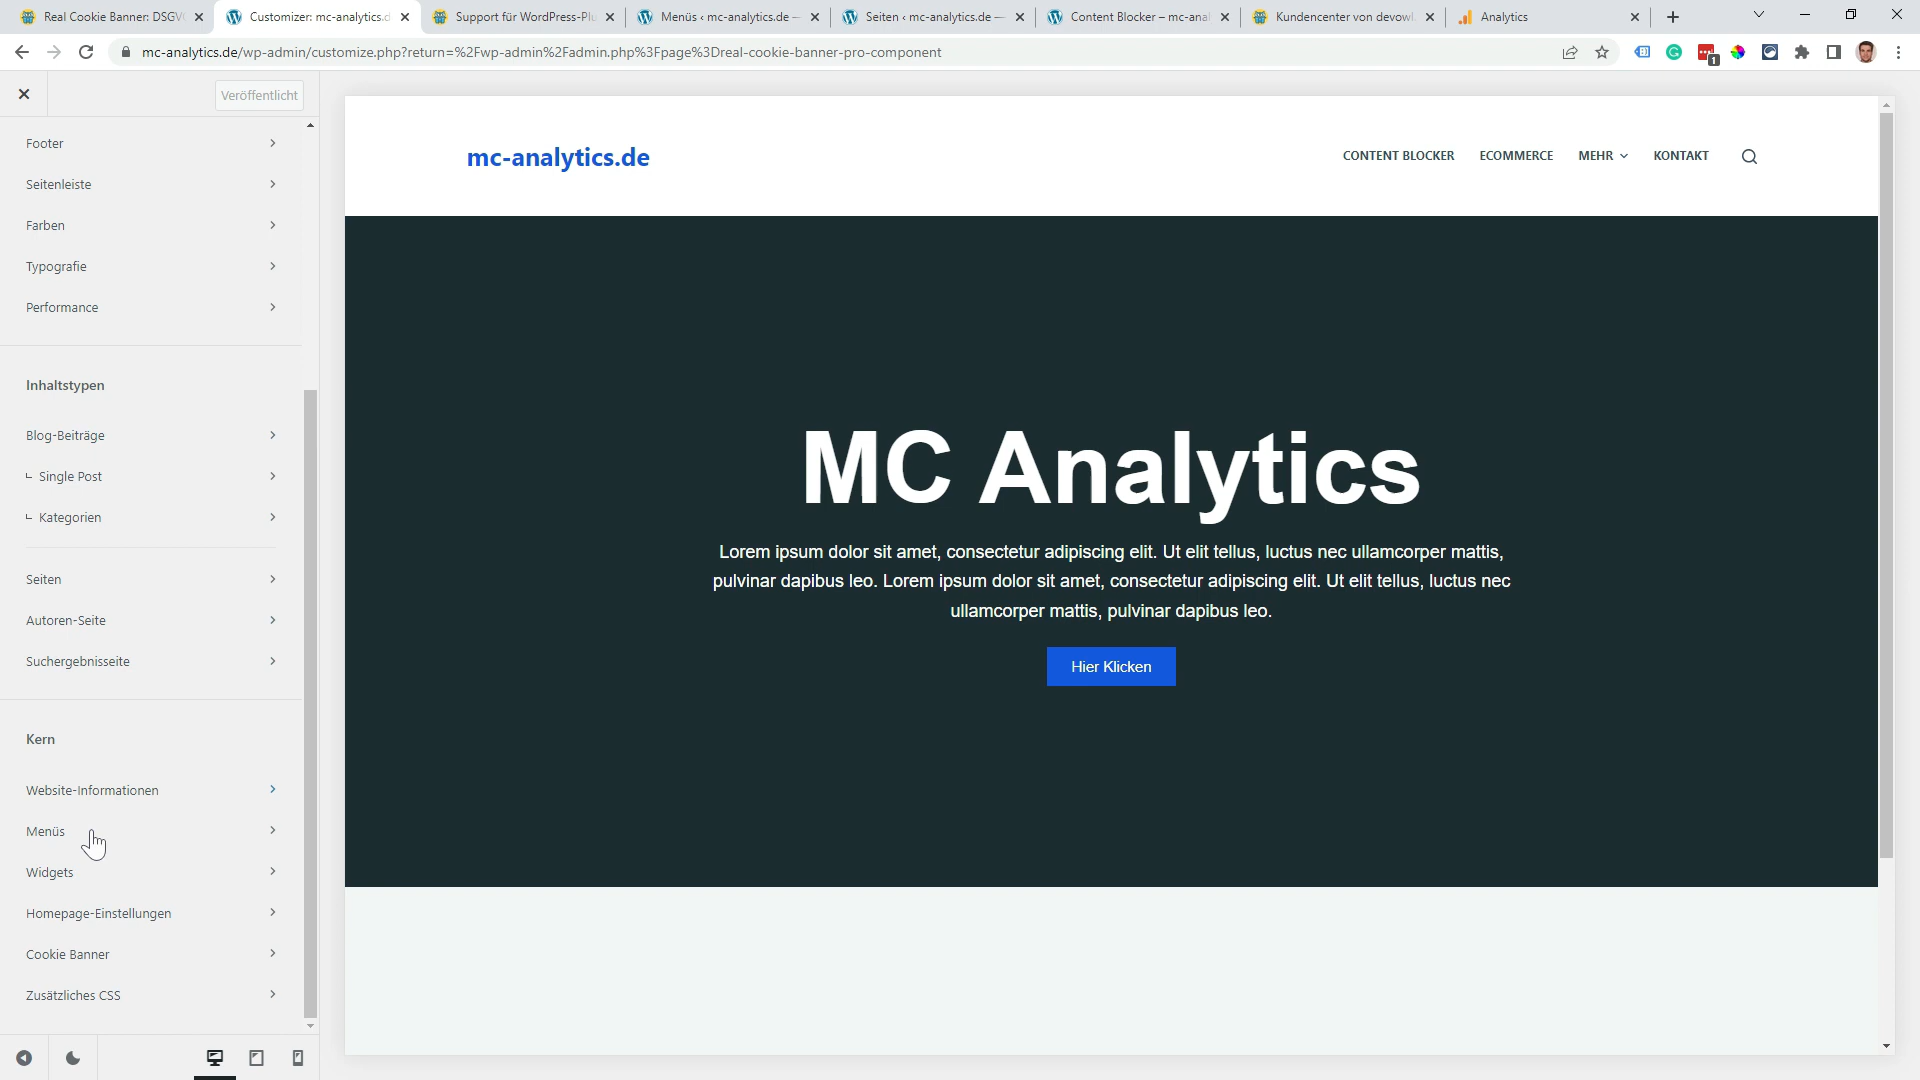 Real Cookie Banner: DSGV
Customizer: mc-analytics.d
Support für WordPress-Plu
Menüs ‹ mc-analytics.de —
Seiten ‹ mc-analytics.de —
Content Blocker – mc-anal
Kundencenter von devowl.
Analytics
mc-analytics.de/wp-admin/customize.php?return=%2Fwp-admin%2Fadmin.php%3Fpage%3Dreal-cookie-banner-pro-component
1
Veröffentlicht
Footer
Seitenleiste
Farben
Typografie
Performance
Inhaltstypen
Blog-Beiträge
Single Post
Kategorien
Seiten
Autoren-Seite
Suchergebnisseite
Kern
Website-Informationen
Menüs
Widgets
Homepage-Einstellungen
Cookie Banner
Zusätzliches CSS
mc-analytics.de
CONTENT BLOCKER ECOMMERCE MEHR KONTAKT
MC Analytics
Lorem ipsum dolor sit amet, consectetur adipiscing elit. Ut elit tellus, luctus nec ullamcorper mattis,
pulvinar dapibus leo. Lorem ipsum dolor sit amet, consectetur adipiscing elit. Ut elit tellus, luctus nec
ullamcorper mattis, pulvinar dapibus leo.
Hier Klicken